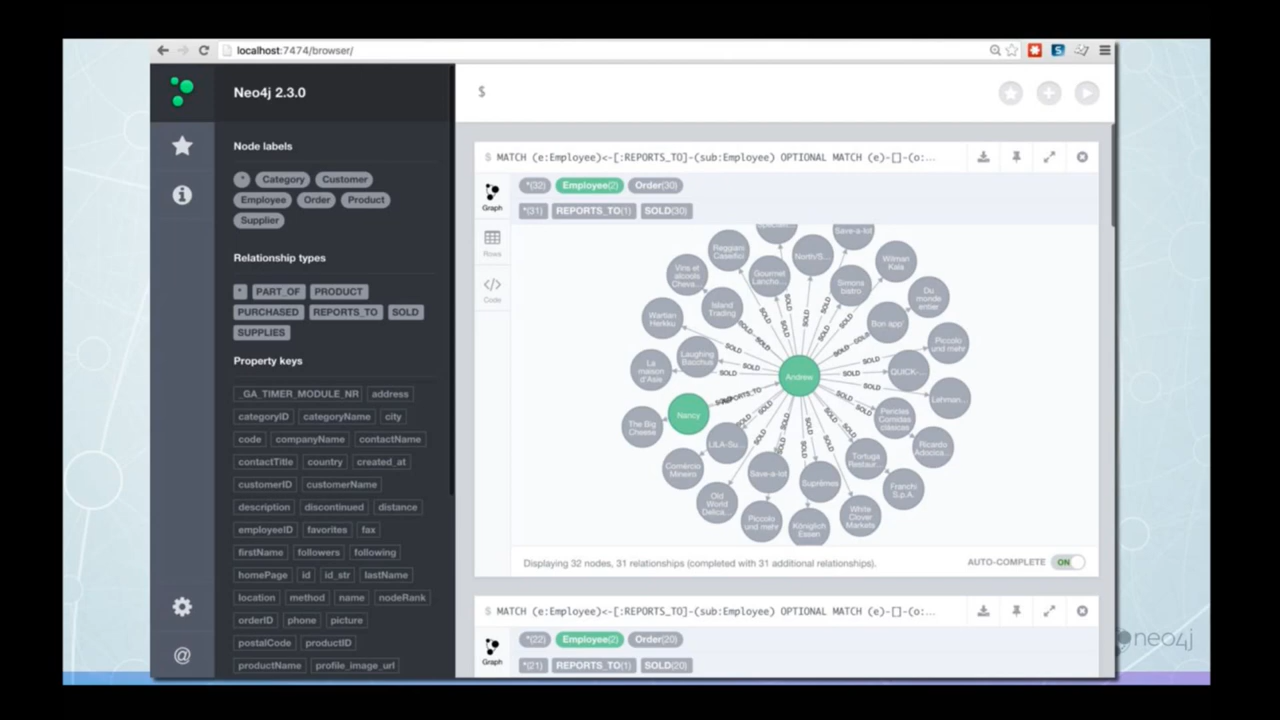 localhost:7474/browser/
Neo4j 2.3.0
Node labels
* Category Customer
Employee Order Product
Supplier
Relationship types
* PART_OF PRODUCT
PURCHASED REPORTS_TO SOLD
SUPPLIES
Property keys
_GA_TIMER_MODULE_NR address
categoryID categoryName city
code companyName contactName
contactTitle country created_at
customerID customerName
description discontinued distance
employeeID favorites fax
firstName followers following
homePage id id_str lastName
location method name nodeRank
orderID phone picture
postalCode productID
productName profile_image_url
$
$ MATCH (e:Employee)<-[:REPORTS_TO]-(sub:Employee) OPTIONAL MATCH (e)-[]-(o:...
Graph
Rows
Code
*(32) Employee(2) Order(30)
*(31) REPORTS_TO(1) SOLD(30)
Save-a-lot
Reggiani
Caseifici
North/S...
Wilman
Kala
Vins et
alcools
Cheva...
Gourmet
Lancho...
Simons
bistro
Du
monde
entier
Island
Trading
Wartian
Herkku
Bon app'
Piccolo
und mehr
Laughing
Bacchus
La
maison
d'Asie
Andrew
QUICK-...
Lehman...
REPORTS_TO
SOLD
Nancy
The Big
Cheese
Pericles
Comidas
clásicas
LILA-Su...
Ricardo
Adocica...
Comércio
Mineiro
Save-a-lot
Tortuga
Restaur...
Suprêmes
Franchi
S.p.A.
Old
World
Delica...
Piccolo
und mehr
Königlich
Essen
White
Clover
Markets
Displaying 32 nodes, 31 relationships (completed with 31 additional relationships).
AUTO-COMPLETE ON
$ MATCH (e:Employee)<-[:REPORTS_TO]-(sub:Employee) OPTIONAL MATCH (e)-[]-(o:...
Graph
*(22) Employee(2) Order(20)
*(21) REPORTS_TO(1) SOLD(20)
neo4j